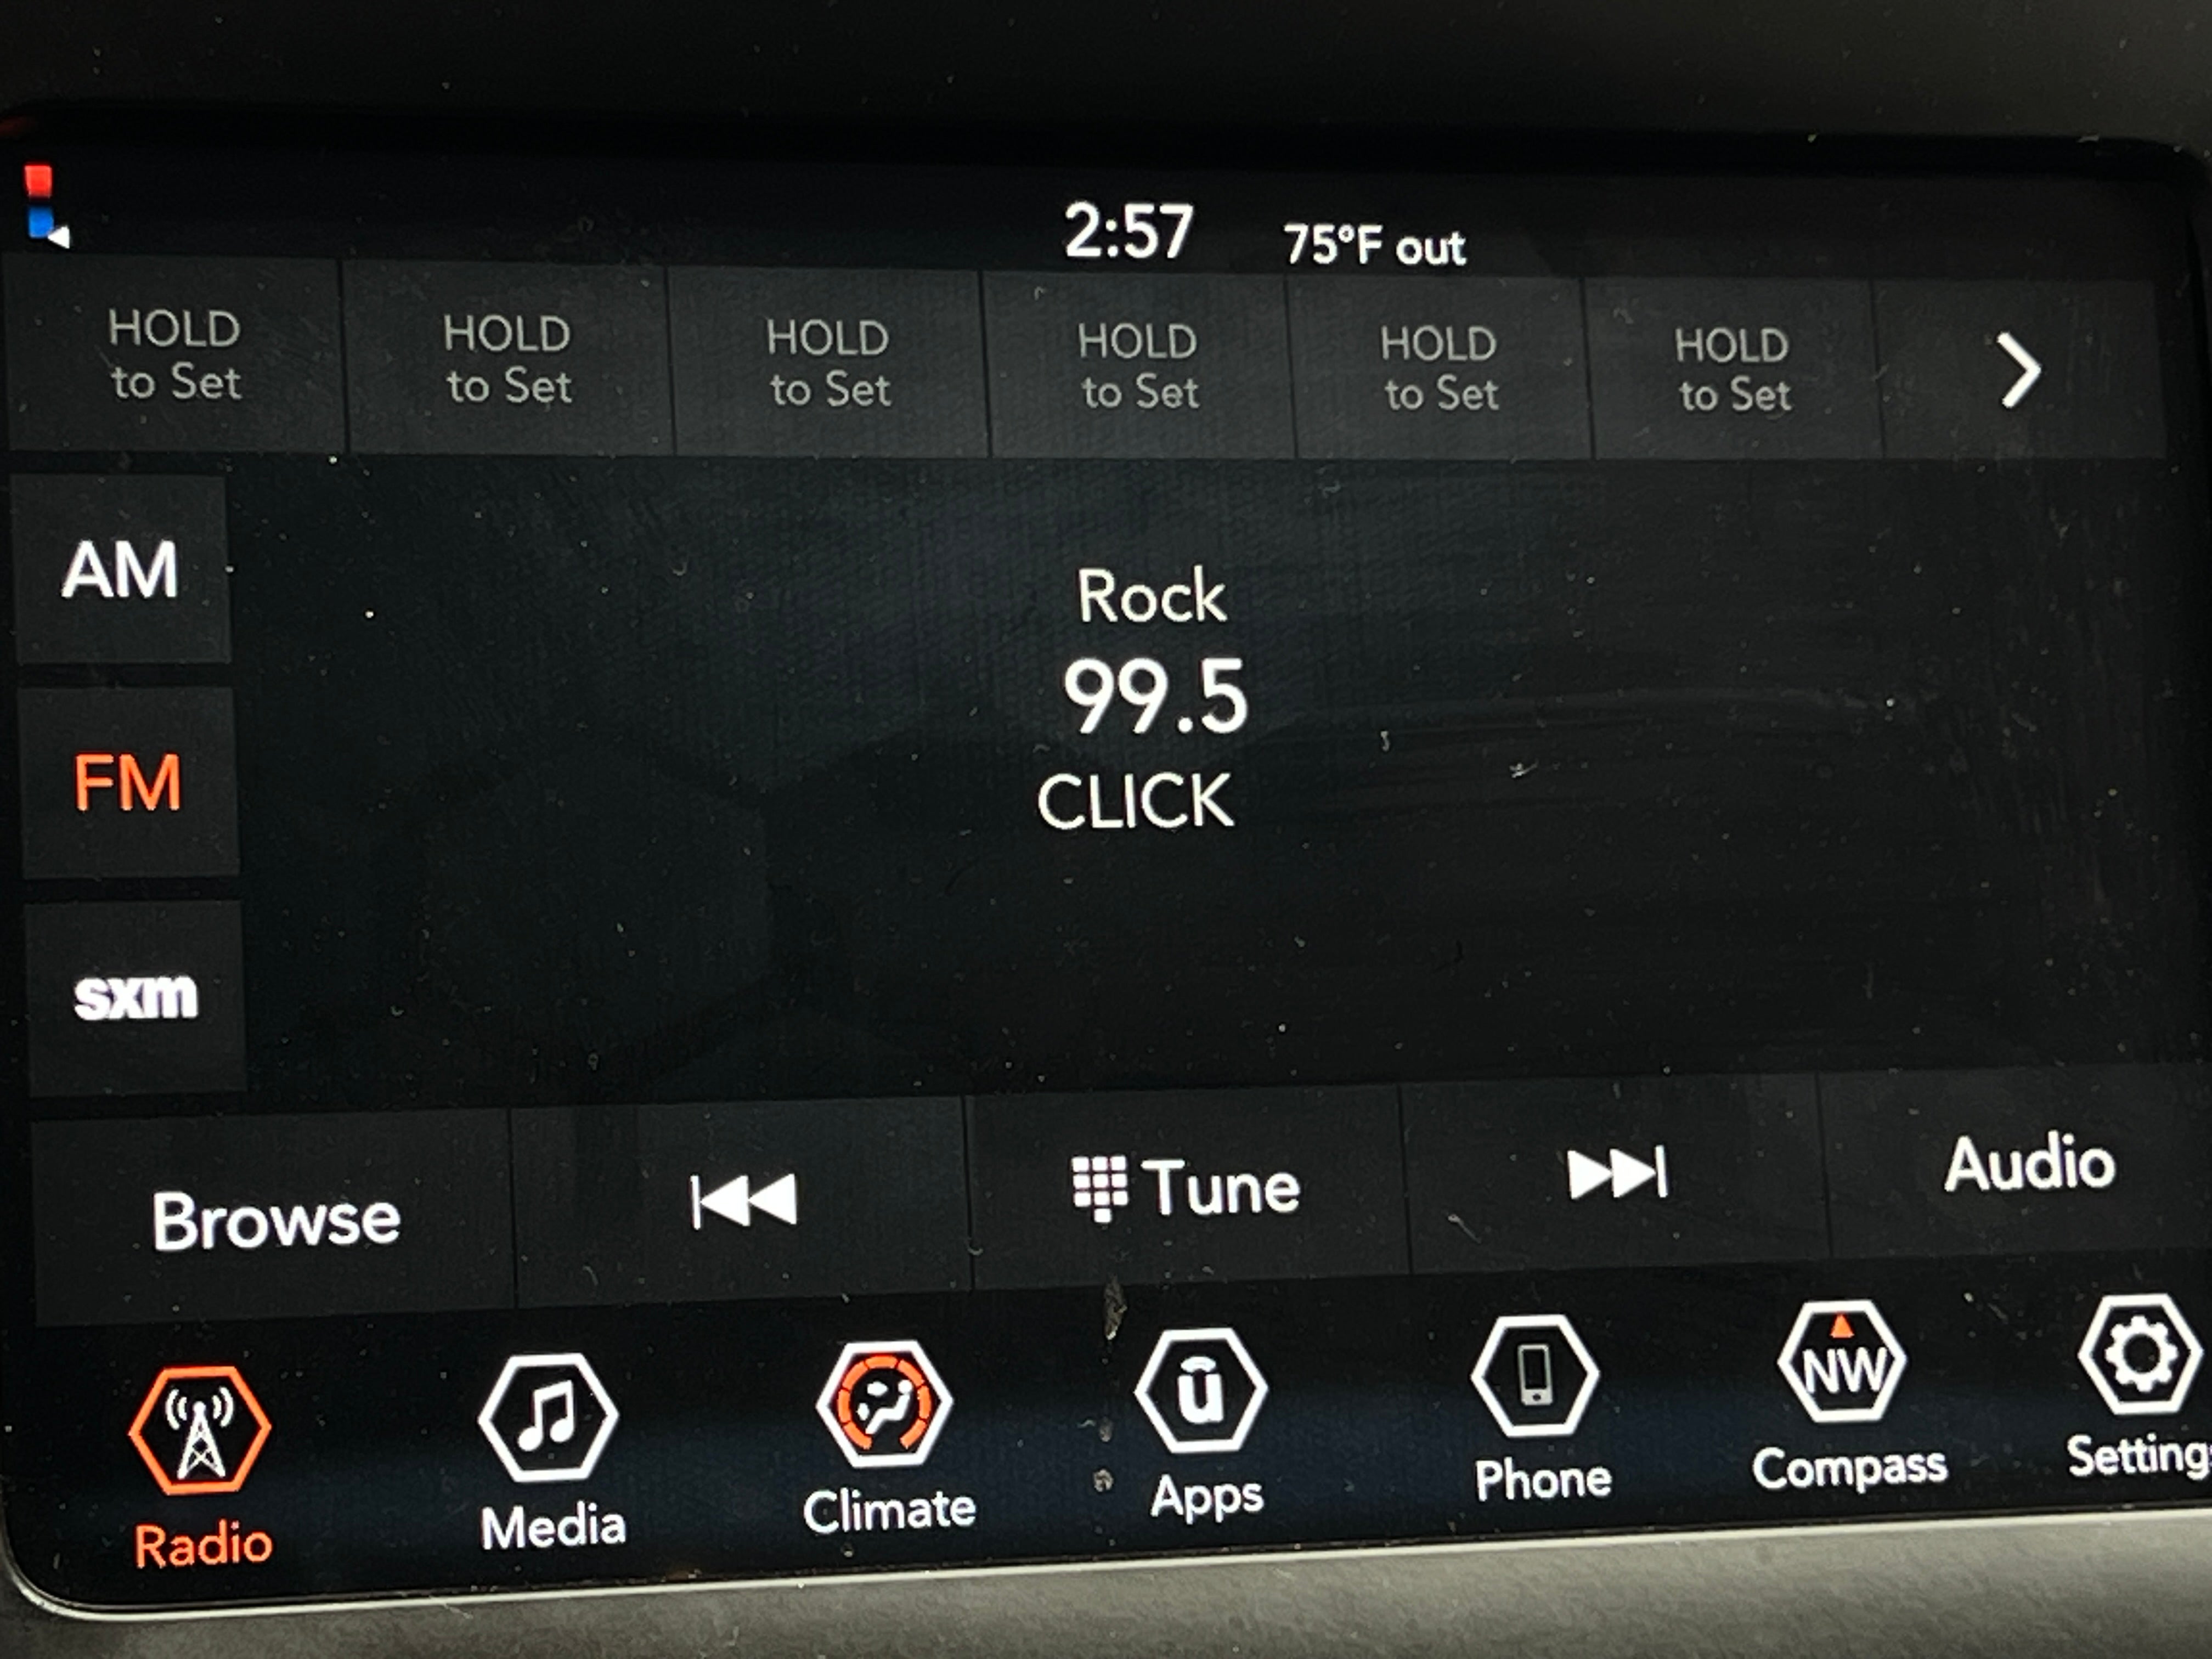 2:57 75°F out
HOLD HOLD HOLD HOLD HOLD HOLD
to Set to Set to Set to Set to Set to Set
AM
Rock
99.5
FM
CLICK
sxm
Browse Tune Audio
NW
Radio Media Climate Apps Phone Compass Setting